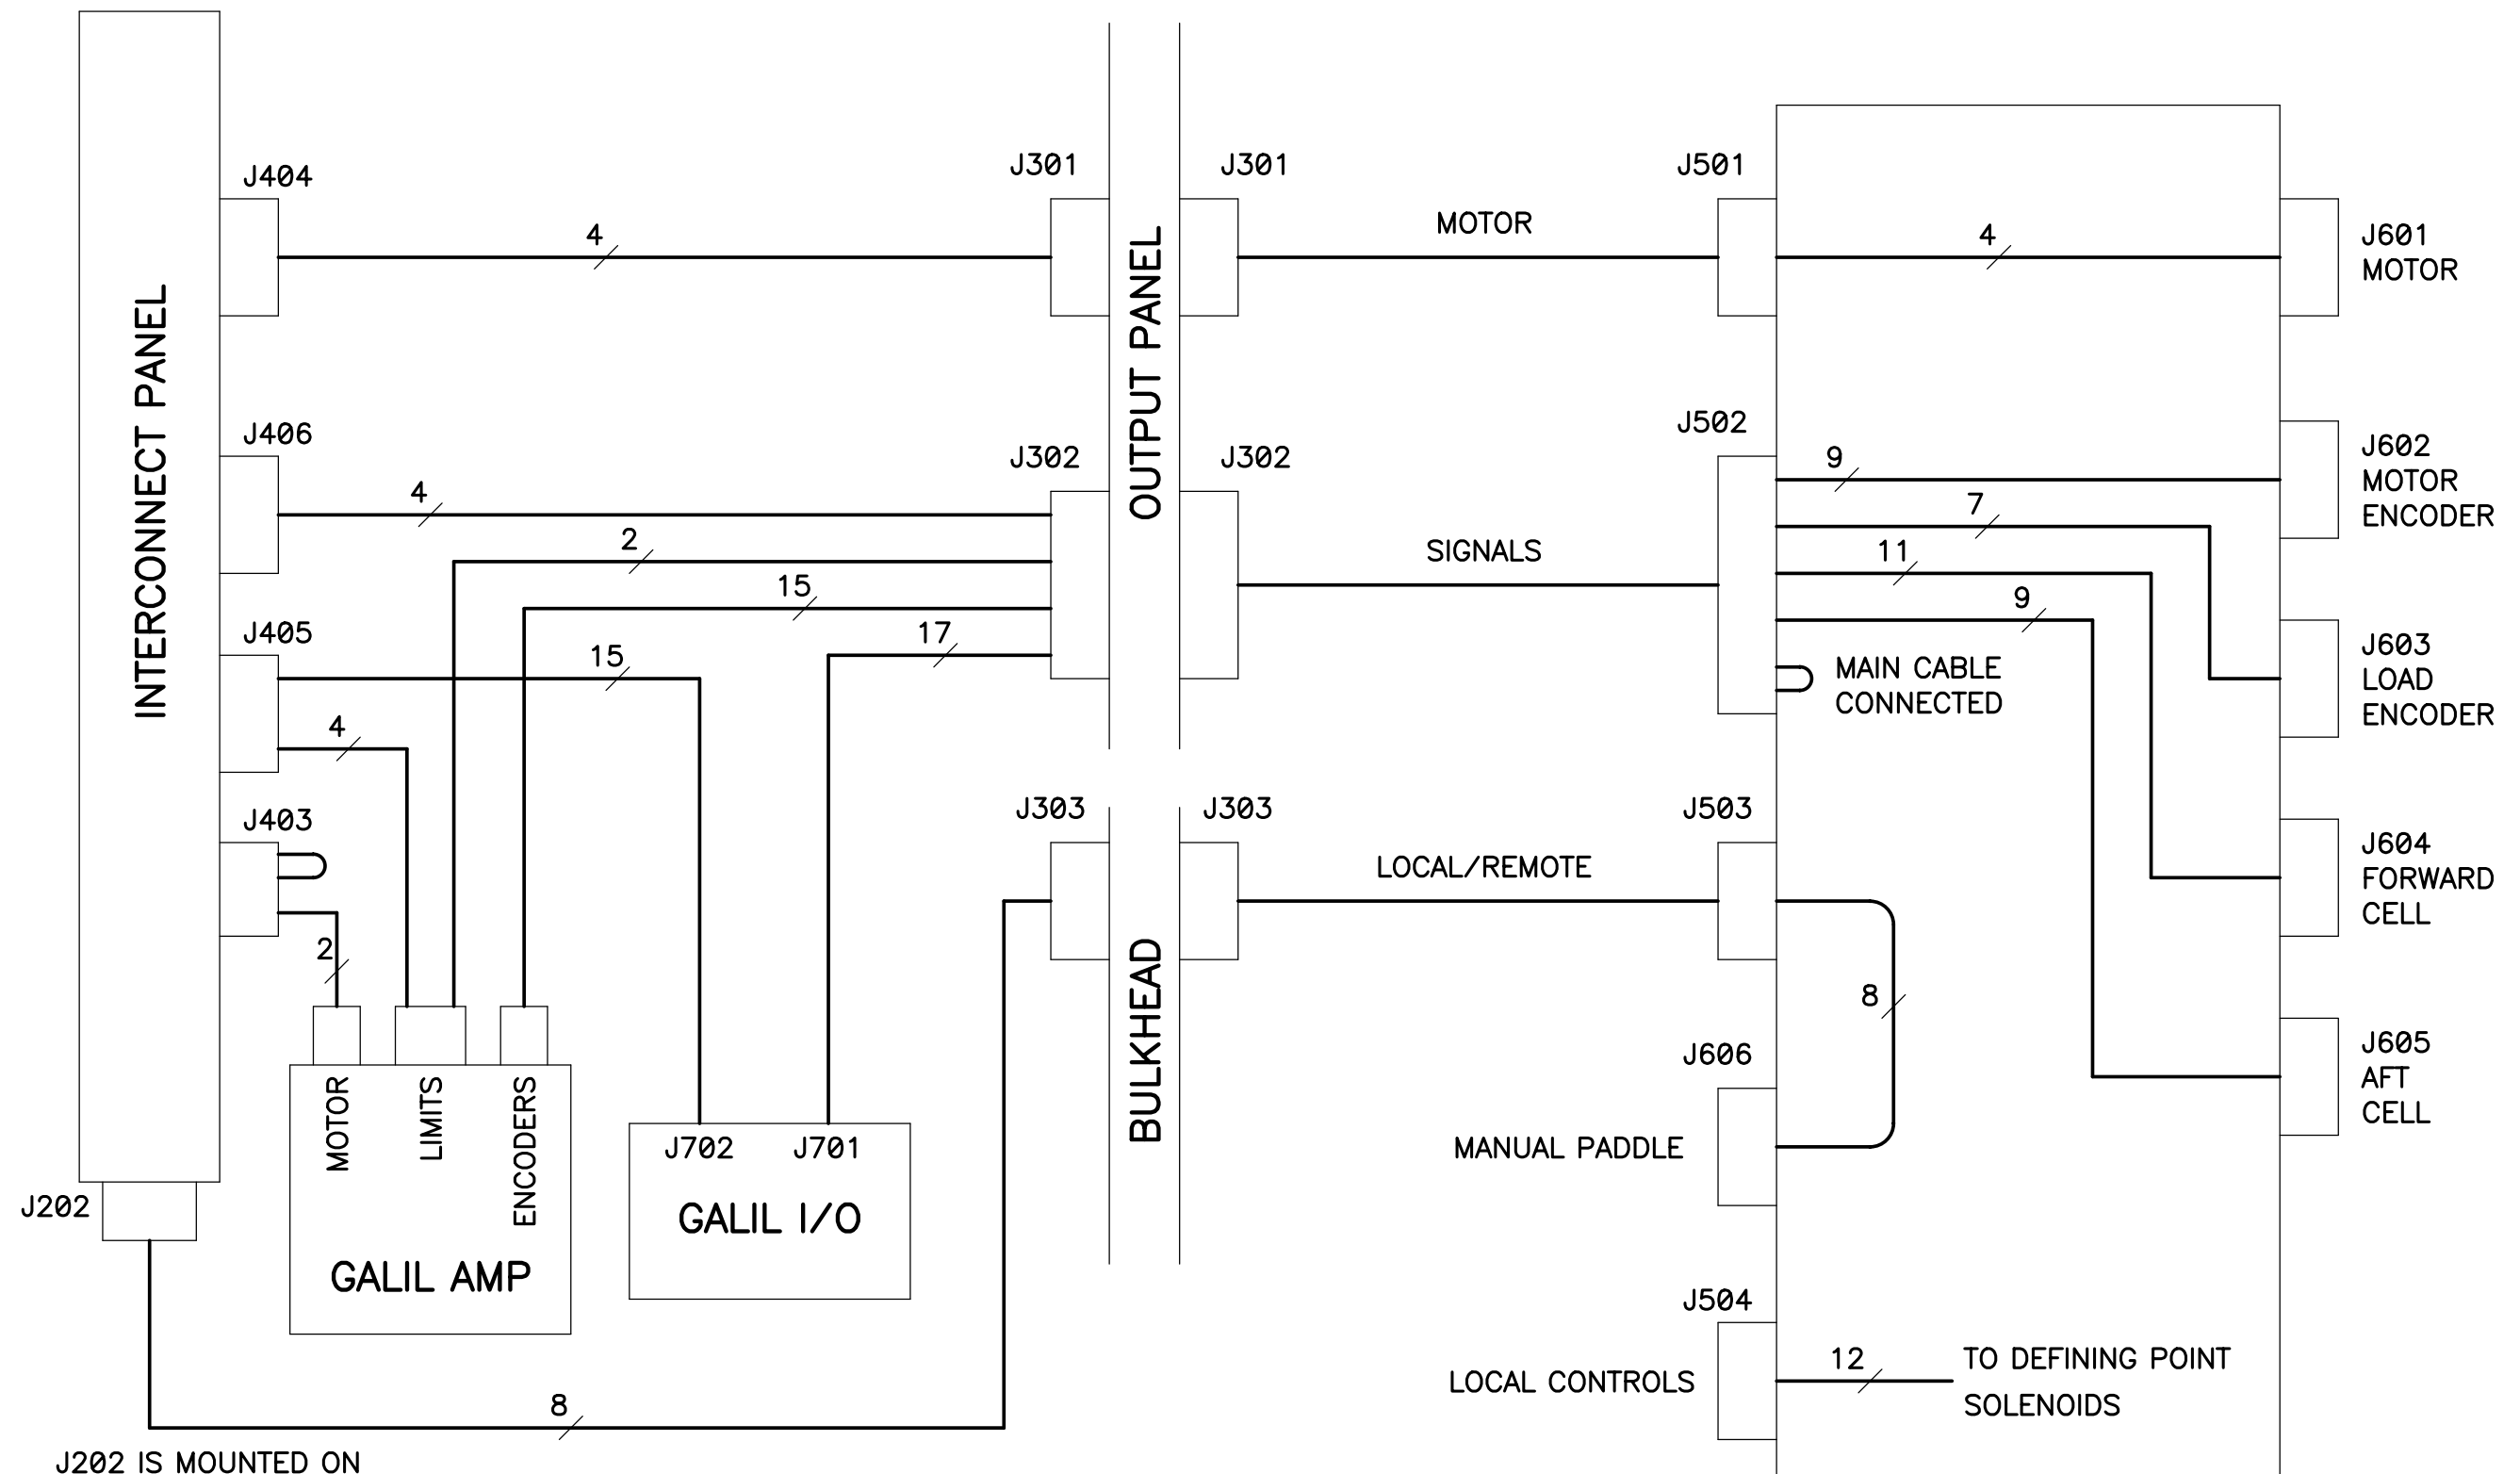 J404
J301
J301
J501
4
MOTOR
4
J601
MOTOR
INTERCONNECT PANEL
OUTPUT PANEL
J406
J302
J302
J502
4
2
15
17
SIGNALS
9
7
11
9
J602
MOTOR
ENCODER
J405
15
4
MAIN CABLE
CONNECTED
J603
LOAD
ENCODER
J403
2
J303
J303
J503
LOCAL/REMOTE
J604
FORWARD
CELL
BULKHEAD
8
J606
MANUAL PADDLE
J605
AFT
CELL
MOTOR
LIMITS
ENCODERS
GALIL AMP
J702
J701
GALIL I/O
J202
J504
LOCAL CONTROLS
12
TO DEFINING POINT
SOLENOIDS
8
J202 IS MOUNTED ON